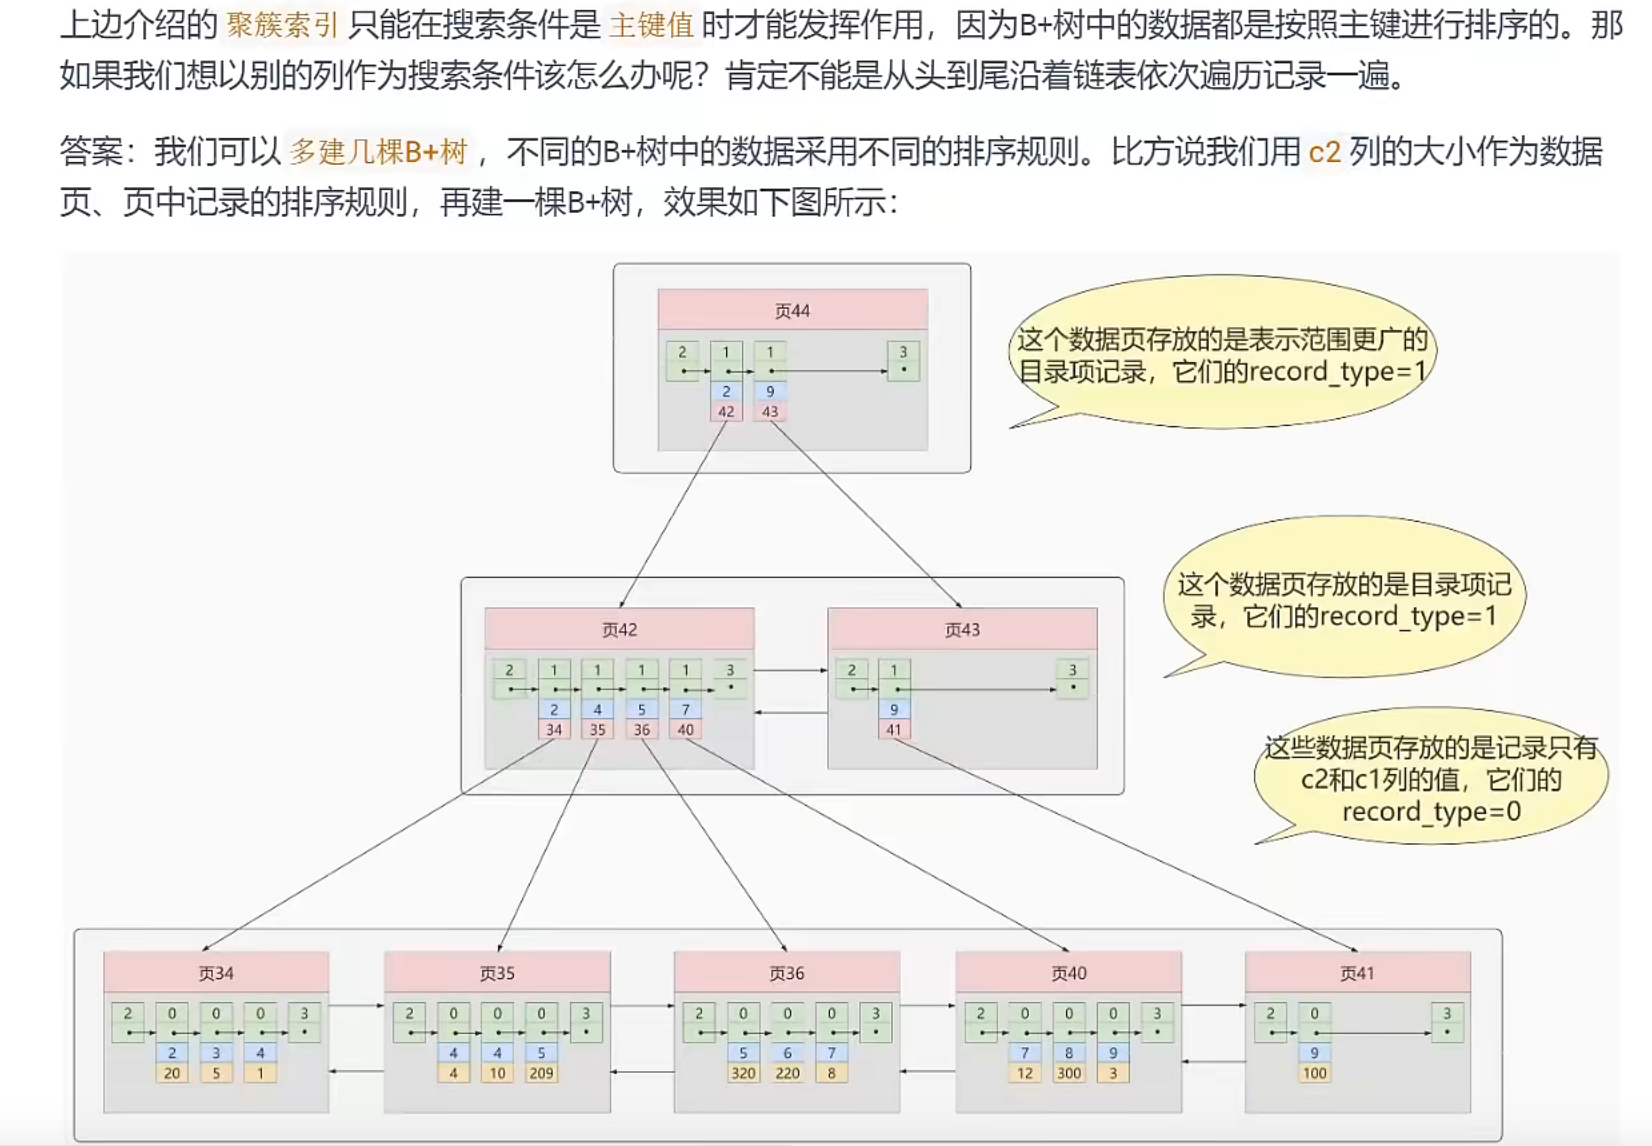 上边介绍的 聚簇索引 只能在搜索条件是 主键值 时才能发挥作用，因为B+树中的数据都是按照主键进行排序的。那
如果我们想以别的列作为搜索条件该怎么办呢？肯定不能是从头到尾沿着链表依次遍历记录一遍。
答案：我们可以 多建几棵B+树 ，不同的B+树中的数据采用不同的排序规则。比方说我们用 c2 列的大小作为数据
页、页中记录的排序规则，再建一棵B+树，效果如下图所示：
页44
2 1 1 3
2 9
42 43
这个数据页存放的是表示范围更广的
目录项记录，它们的record_type=1
页42
2 1 1 1 1 3
2 4 5 7
34 35 36 40
页43
2 1 3
9
41
这个数据页存放的是目录项记
录，它们的record_type=1
这些数据页存放的是记录只有
c2和c1列的值，它们的
record_type=0
页34
2 0 0 0 3
2 3 4
20 5 1
页35
2 0 0 0 3
4 4 5
4 10 209
页36
2 0 0 0 3
5 6 7
320 220 8
页40
2 0 0 0 3
7 8 9
12 300 3
页41
2 0 3
9
100